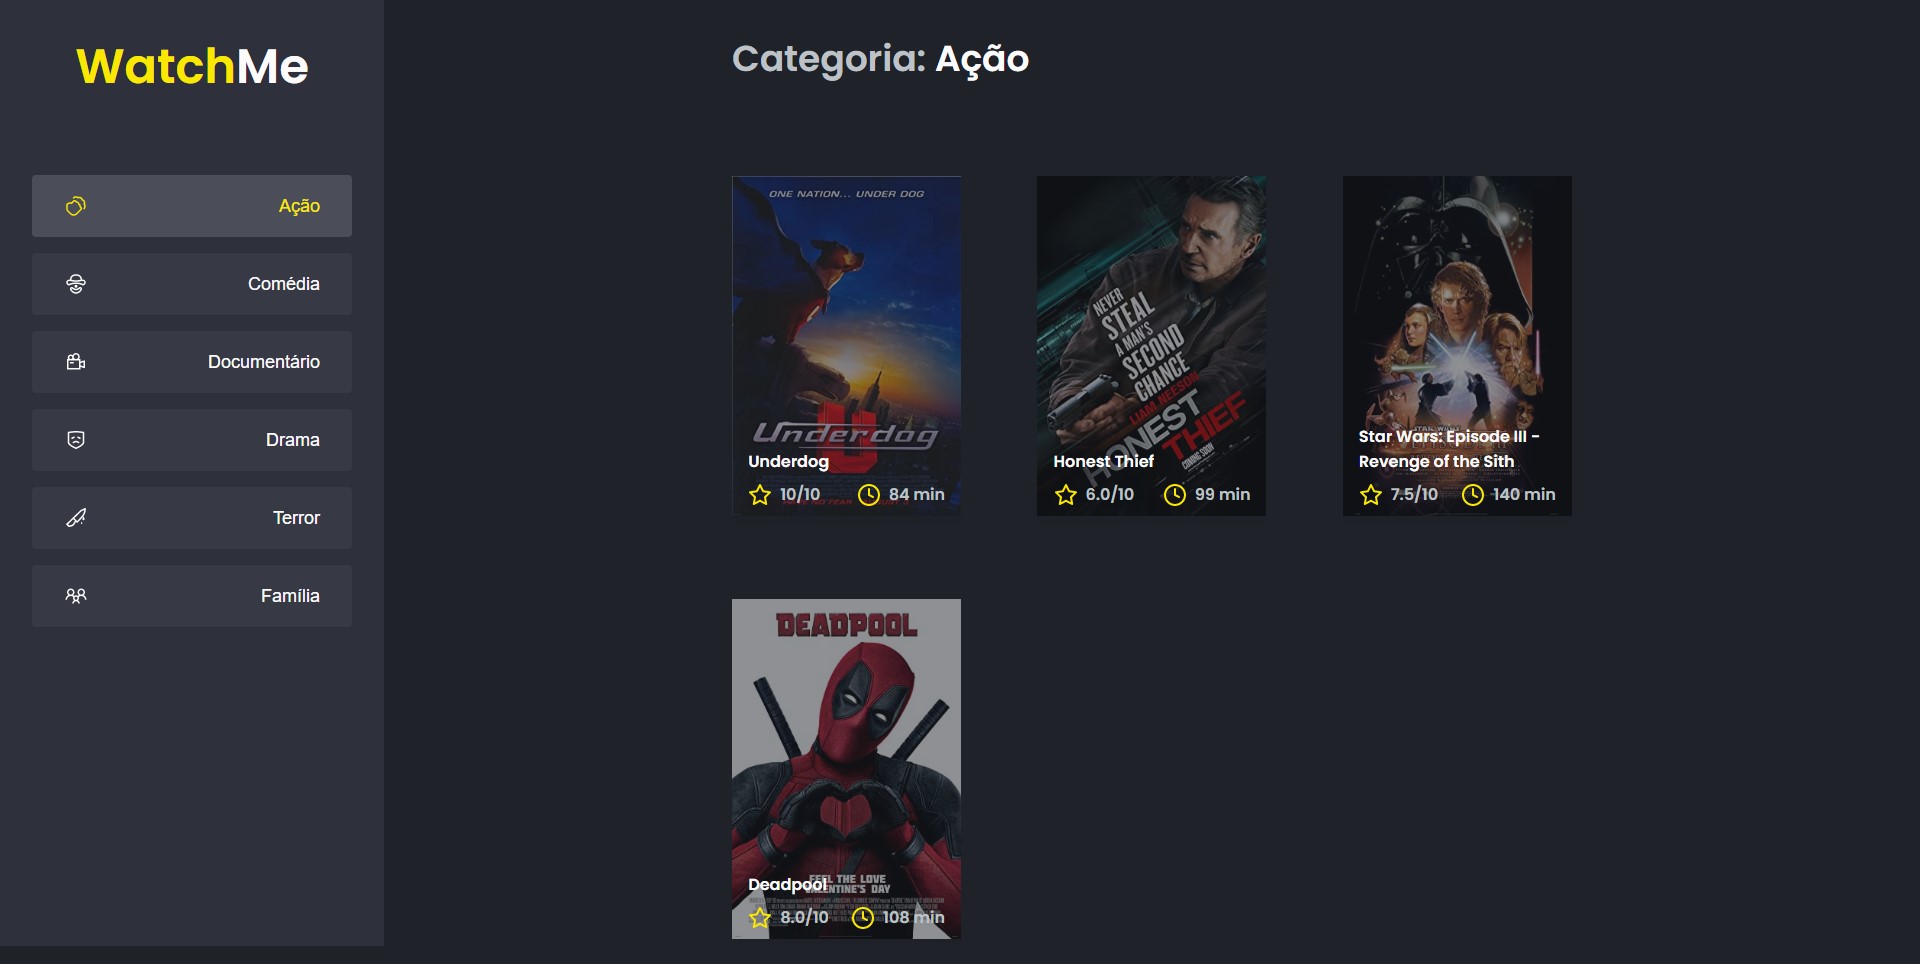 WatchMe
Ação
Comédia
Documentário
Drama
Terror
Família
Categoria: Ação
ONE NATION... UNDER DOG
Underdog
Underdog
10/10 84 min
NEVER
STEAL
A MAN'S
SECOND
CHANCE
LIAM NEESON
HONEST
THIEF
COMING SOON
Honest Thief
6.0/10 99 min
Star Wars: Episode III -
Revenge of the Sith
7.5/10 140 min
DEADPOOL
FEEL THE LOVE
VALENTINE'S DAY
Deadpool
8.0/10 108 min